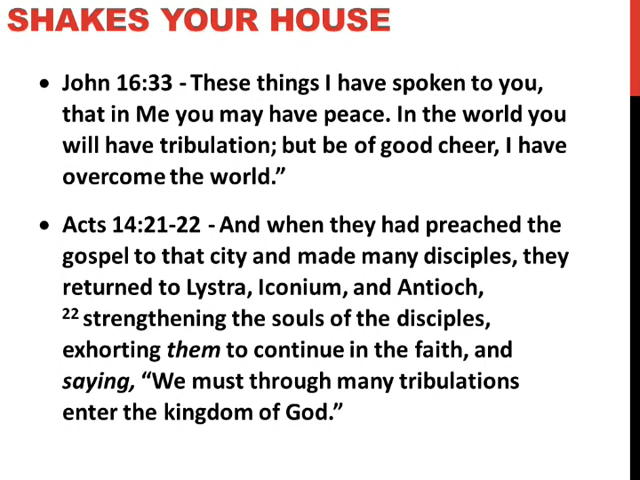 SHAKES YOUR HOUSE
• John 16:33 - These things I have spoken to you,
that in Me you may have peace. In the world you
will have tribulation; but be of good cheer, I have
overcome the world.”
• Acts 14:21-22 - And when they had preached the
gospel to that city and made many disciples, they
returned to Lystra, Iconium, and Antioch,
22 strengthening the souls of the disciples,
exhorting them to continue in the faith, and
saying, “We must through many tribulations
enter the kingdom of God.”